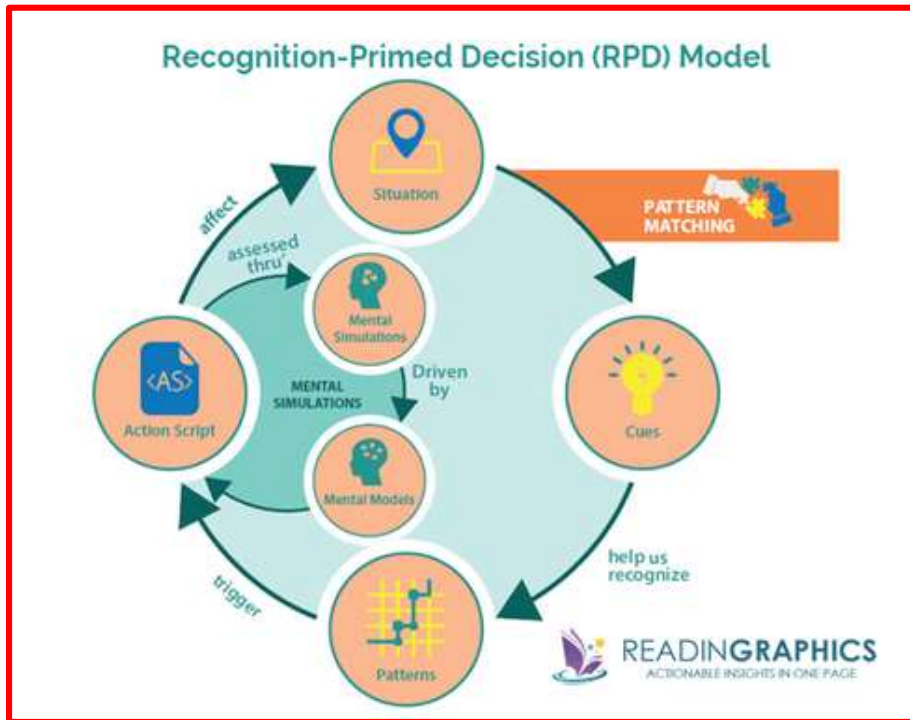 Recognition-Primed Decision (RPD) Model
Situation
PATTERN
MATCHING
affect
assessed
thru'
Mental
Simulations
Driven
by
<AS>
Action Script
MENTAL
SIMULATIONS
Cues
Mental Models
help us
recognize
trigger
Patterns
READINGRAPHICS
ACTIONABLE INSIGHTS IN ONE PAGE